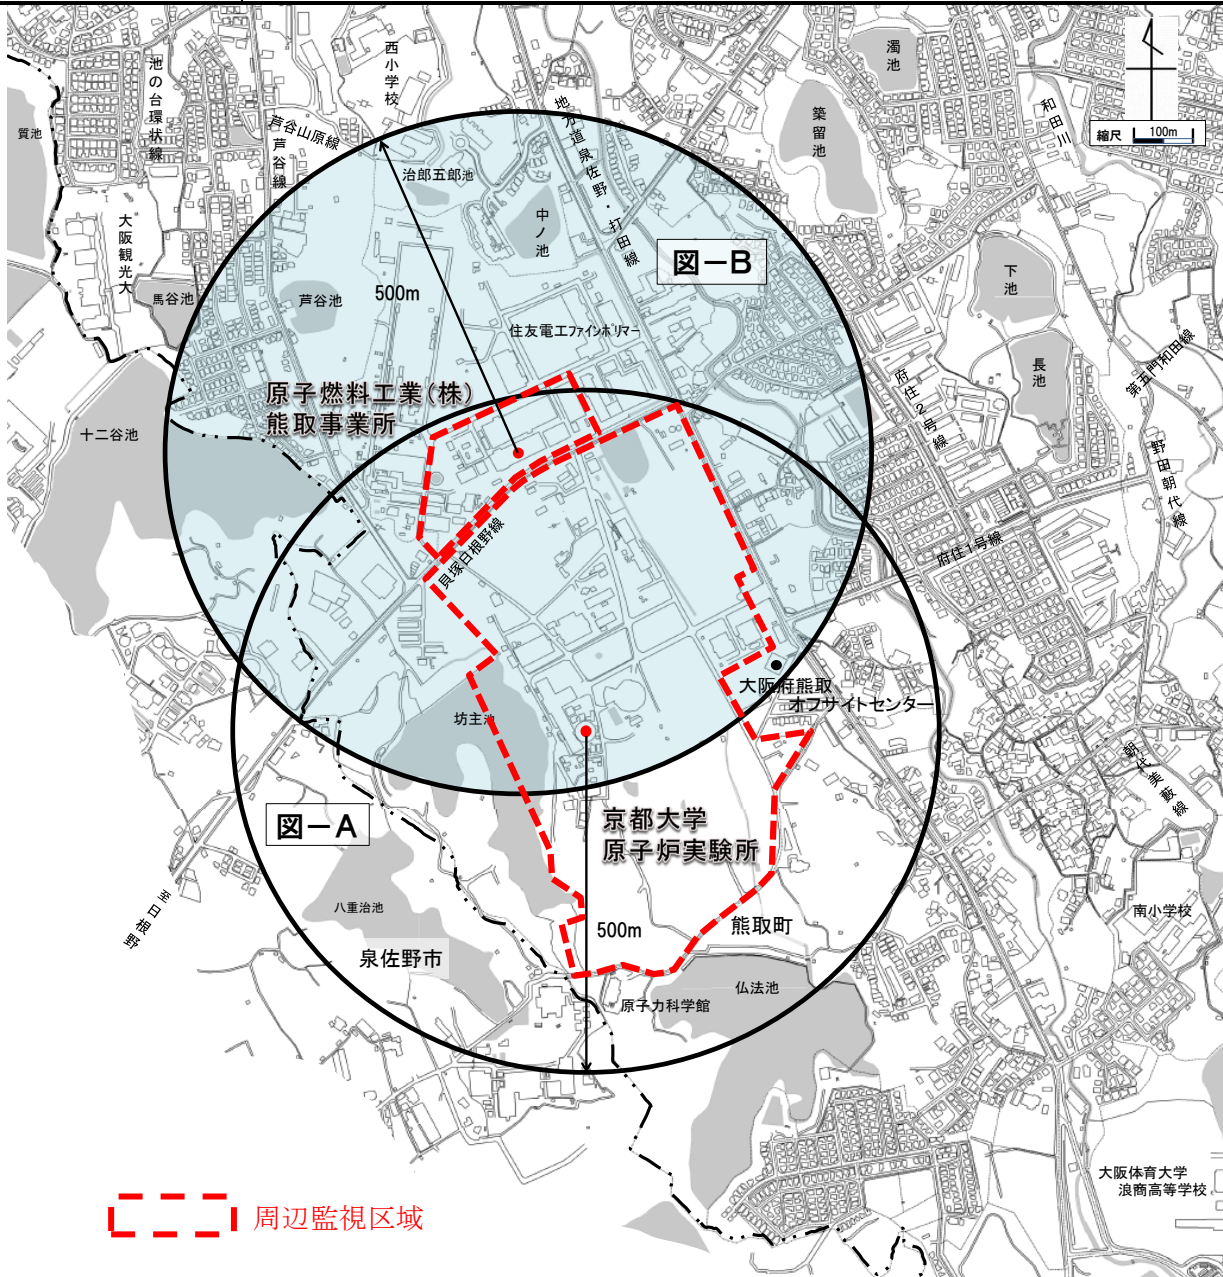 西小学校
池の台環状線
芦谷山原線
芦谷線
質池
治郎五郎池
中ノ池
地方道泉佐野・打田線
濁池
築留池
和田川
縮尺 100m
大阪観光大
馬谷池
芦谷池
500m
図－B
下池
長池
住友電工ファインポリマー
府住2号線
第五門和田線
原子燃料工業(株)
熊取事業所
十二谷池
野田朝代線
貝塚日根野線
府住1号線
大阪府熊取
オフサイトセンター
坊主池
朝代美薮線
図－A
京都大学
原子炉実験所
至日根野
八重治池
泉佐野市
500m
熊取町
南小学校
仏法池
原子力科学館
大阪体育大学
浪商高等学校
周辺監視区域